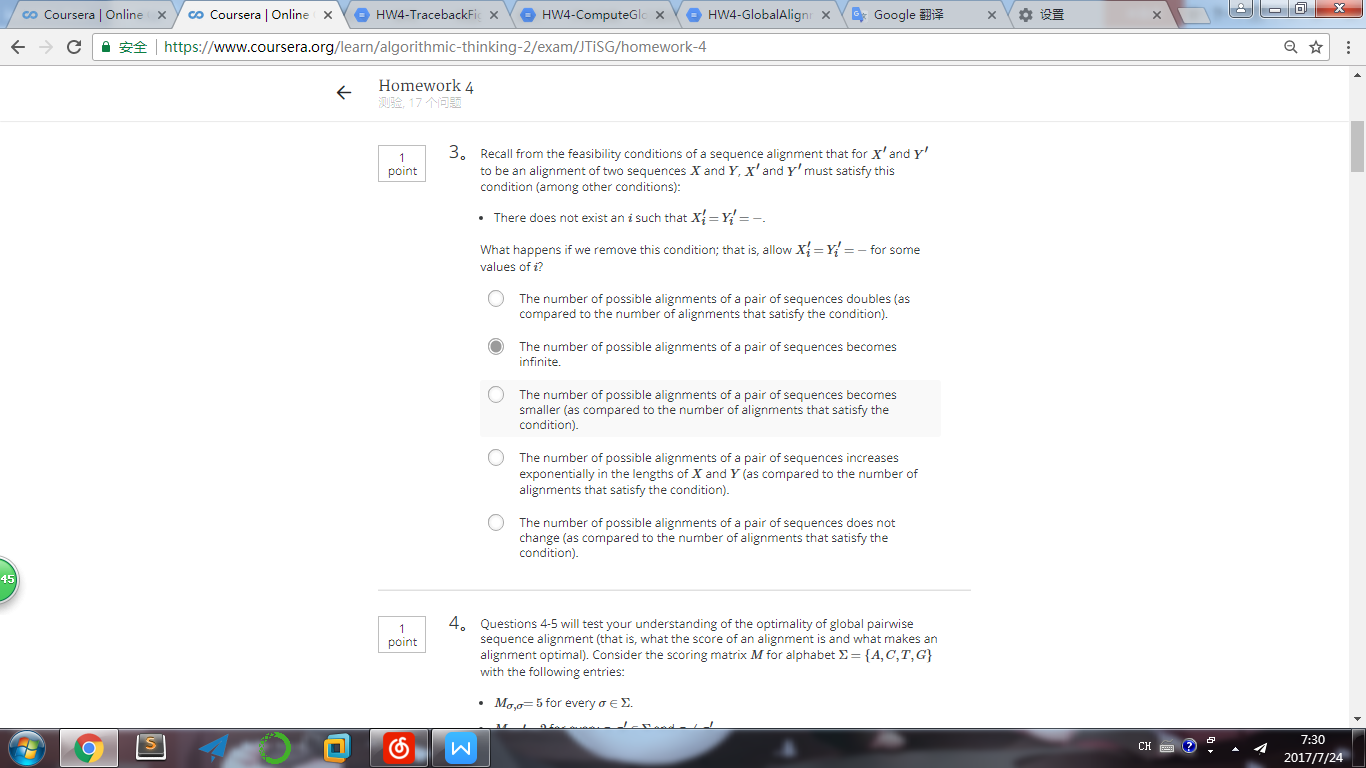 Coursera | Online
Coursera | Online
HW4-TracebackFi
HW4-ComputeGlo
HW4-GlobalAlignm
Google 翻译
设置
安全
https://www.coursera.org/learn/algorithmic-thinking-2/exam/JTiSG/homework-4
Homework 4
测验, 17 个问题
1
point
3。
Recall from the feasibility conditions of a sequence alignment that for X′ and Y′
to be an alignment of two sequences X and Y, X′ and Y′ must satisfy this
condition (among other conditions):
• There does not exist an i such that X′i = Y′i = −.
What happens if we remove this condition; that is, allow X′i = Y′i = − for some
values of i?
The number of possible alignments of a pair of sequences doubles (as
compared to the number of alignments that satisfy the condition).
The number of possible alignments of a pair of sequences becomes
infinite.
The number of possible alignments of a pair of sequences becomes
smaller (as compared to the number of alignments that satisfy the
condition).
The number of possible alignments of a pair of sequences increases
exponentially in the lengths of X and Y (as compared to the number of
alignments that satisfy the condition).
The number of possible alignments of a pair of sequences does not
change (as compared to the number of alignments that satisfy the
condition).
45
1
point
4。
Questions 4-5 will test your understanding of the optimality of global pairwise
sequence alignment (that is, what the score of an alignment is and what makes an
alignment optimal). Consider the scoring matrix M for alphabet Σ = {A, C, T, G}
with the following entries:
• Mσ,σ = 5 for every σ ∈ Σ.
CH
7:30
2017/7/24